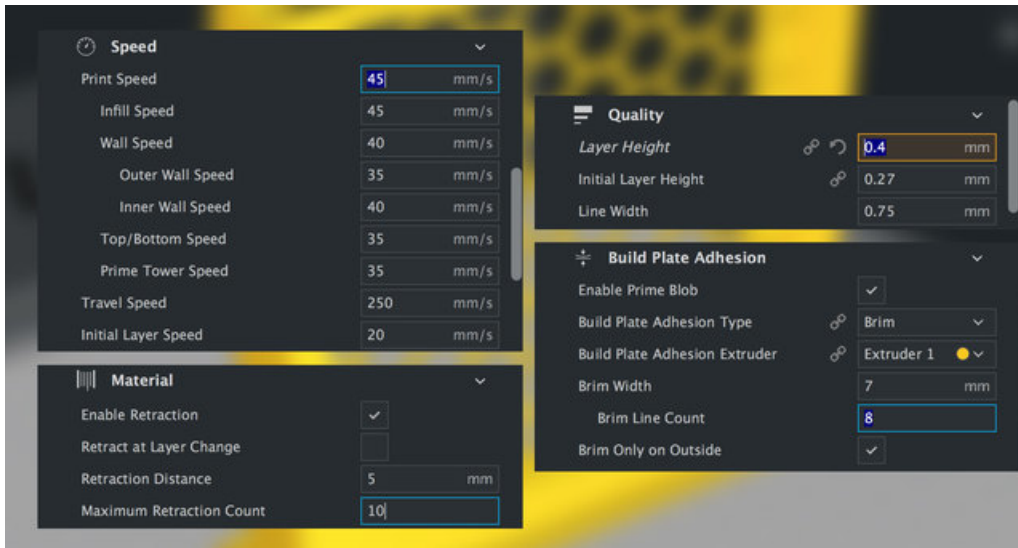 Speed
Print Speed 45 mm/s
Infill Speed 45 mm/s
Wall Speed 40 mm/s
Outer Wall Speed 35 mm/s
Inner Wall Speed 40 mm/s
Top/Bottom Speed 35 mm/s
Prime Tower Speed 35 mm/s
Travel Speed 250 mm/s
Initial Layer Speed 20 mm/s
Material
Enable Retraction
Retract at Layer Change
Retraction Distance 5 mm
Maximum Retraction Count 10
Quality
Layer Height 0.4 mm
Initial Layer Height 0.27 mm
Line Width 0.75 mm
Build Plate Adhesion
Enable Prime Blob
Build Plate Adhesion Type Brim
Build Plate Adhesion Extruder Extruder 1
Brim Width 7 mm
Brim Line Count 8
Brim Only on Outside